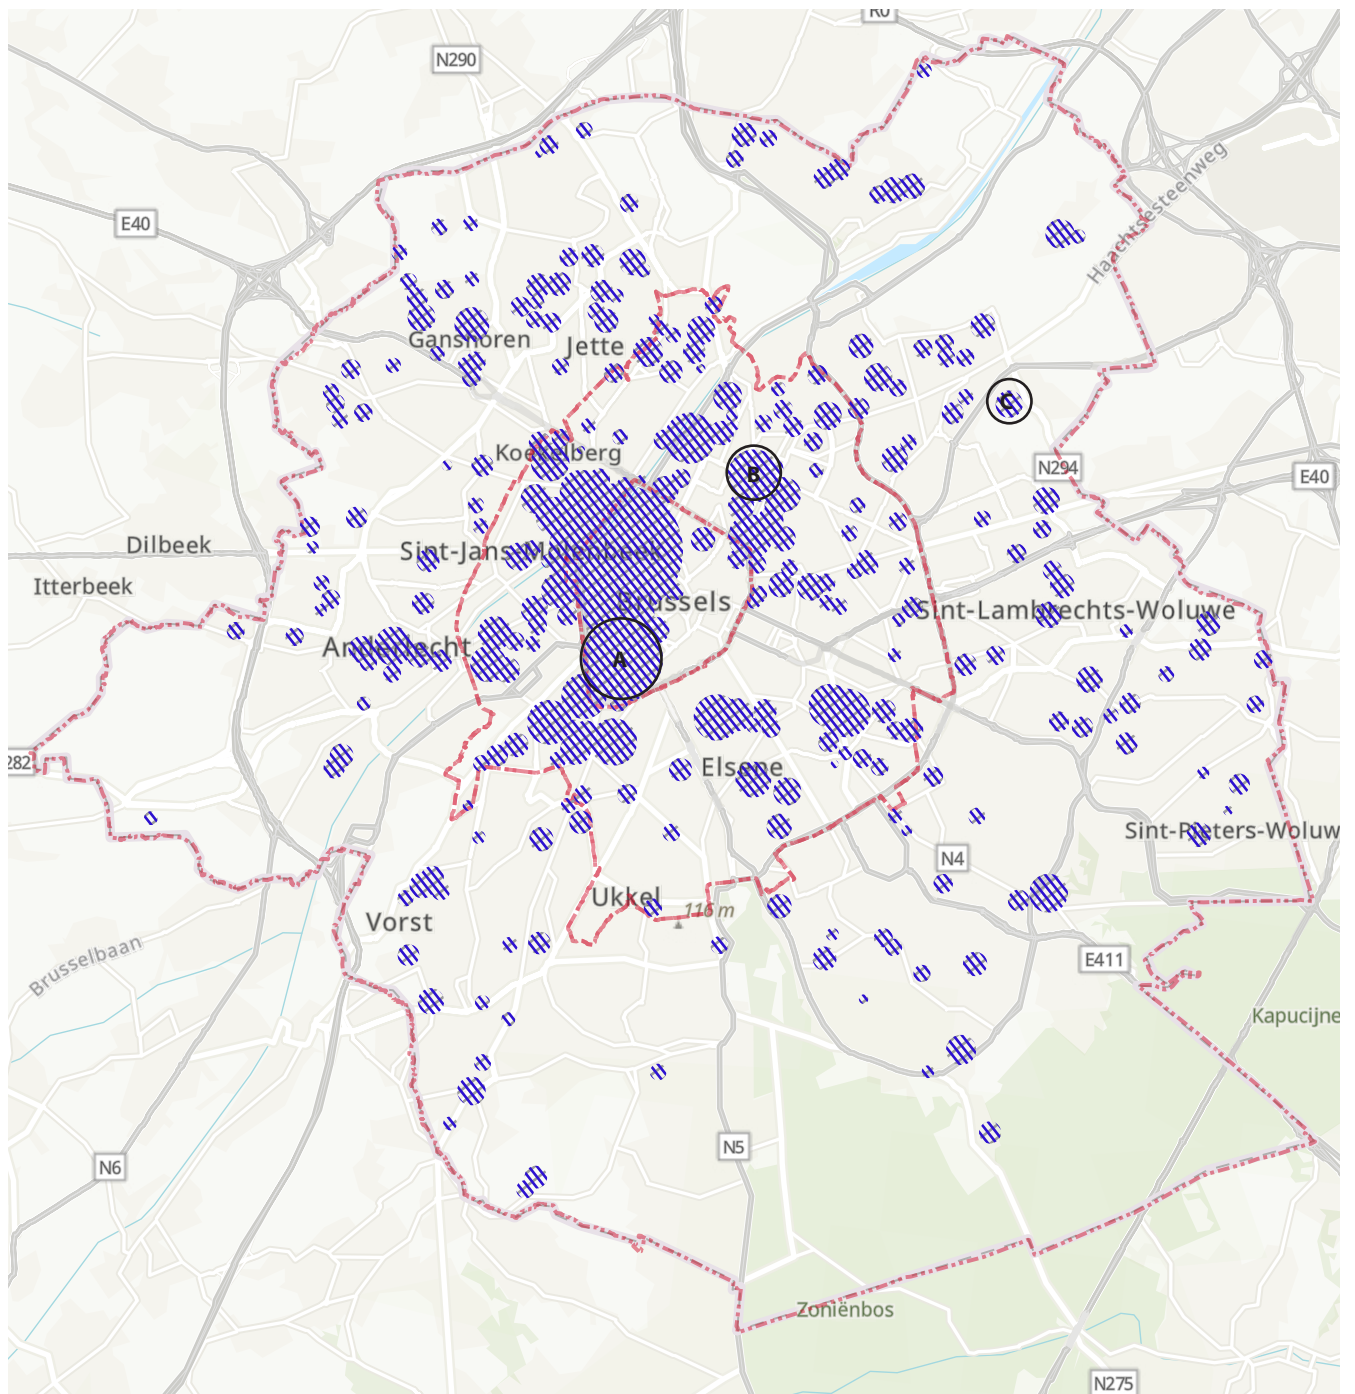 R0
N290
E40
Haachtsesteenweg
Ganshoren
Jette
C
Koekelberg
B
N294
E40
Dilbeek
Sint-Jans-Molenbeek
Itterbeek
Brussels
Sint-Lambrechts-Woluwe
Anderlecht
A
282
Elsene
Sint-Pieters-Woluw
N4
Ukkel
116 m
Vorst
Brusselbaan
E411
Kapucijne
N5
N6
Zoniënbos
N275